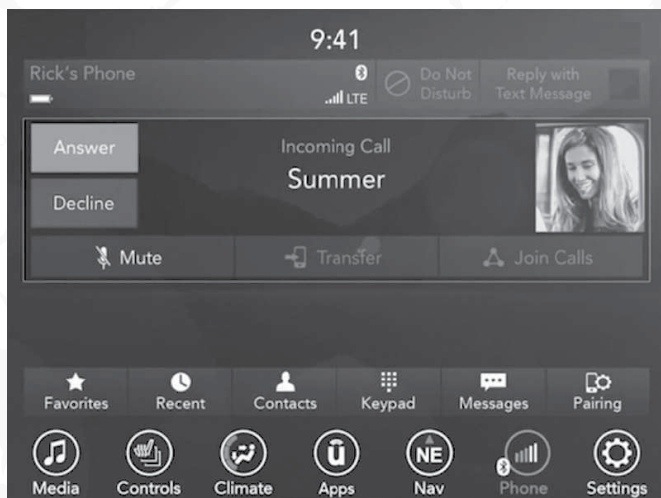 9:41
Rick's Phone
LTE
Do Not
Disturb
Reply with
Text Message
Answer
Incoming Call
Summer
Decline
Mute
Transfer
Join Calls
Favorites
Recent
Contacts
Keypad
Messages
Pairing
NE
Media
Controls
Climate
Apps
Nav
Phone
Settings